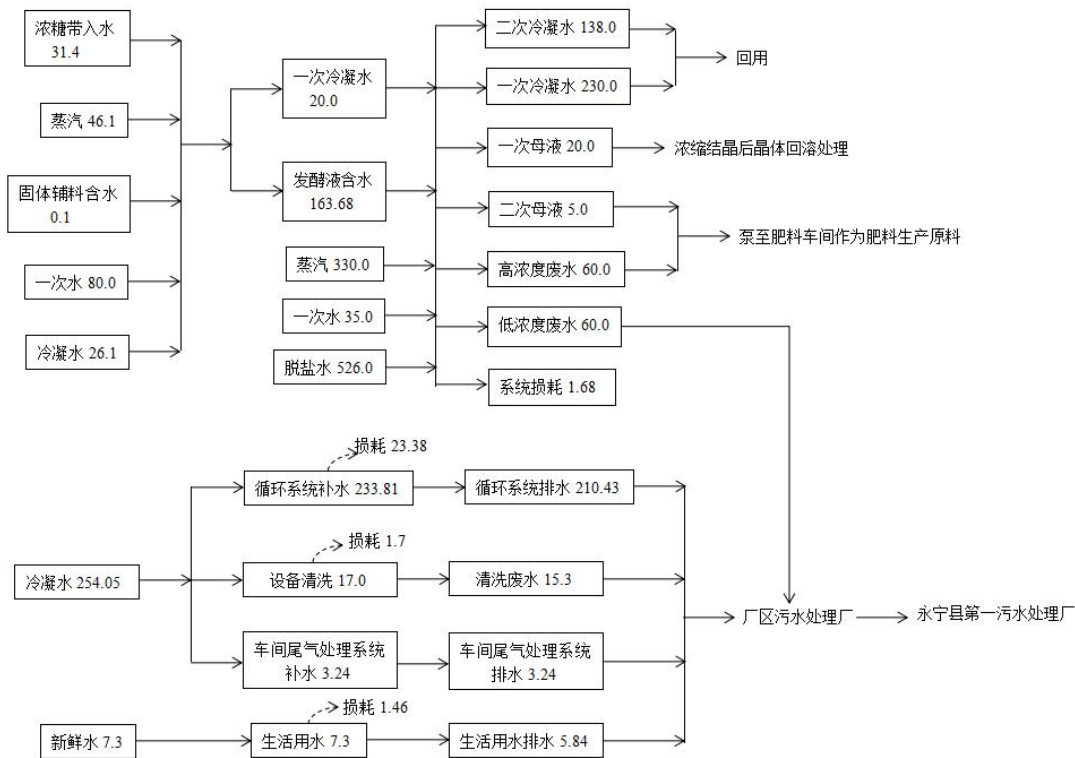 浓糖带入水
31.4
蒸汽 46.1
固体辅料含水
0.1
一次水 80.0
冷凝水 26.1
一次冷凝水
20.0
发酵液含水
163.68
蒸汽 330.0
一次水 35.0
脱盐水 526.0
二次冷凝水 138.0
一次冷凝水 230.0
回用
一次母液 20.0
浓缩结晶后晶体回溶处理
二次母液 5.0
高浓度废水 60.0
泵至肥料车间作为肥料生产原料
低浓度废水 60.0
系统损耗 1.68
冷凝水 254.05
损耗 23.38
循环系统补水 233.81
循环系统排水 210.43
损耗 1.7
设备清洗 17.0
清洗废水 15.3
车间尾气处理系统
补水 3.24
车间尾气处理系统
排水 3.24
新鲜水 7.3
损耗 1.46
生活用水 7.3
生活用水排水 5.84
厂区污水处理厂
永宁县第一污水处理厂